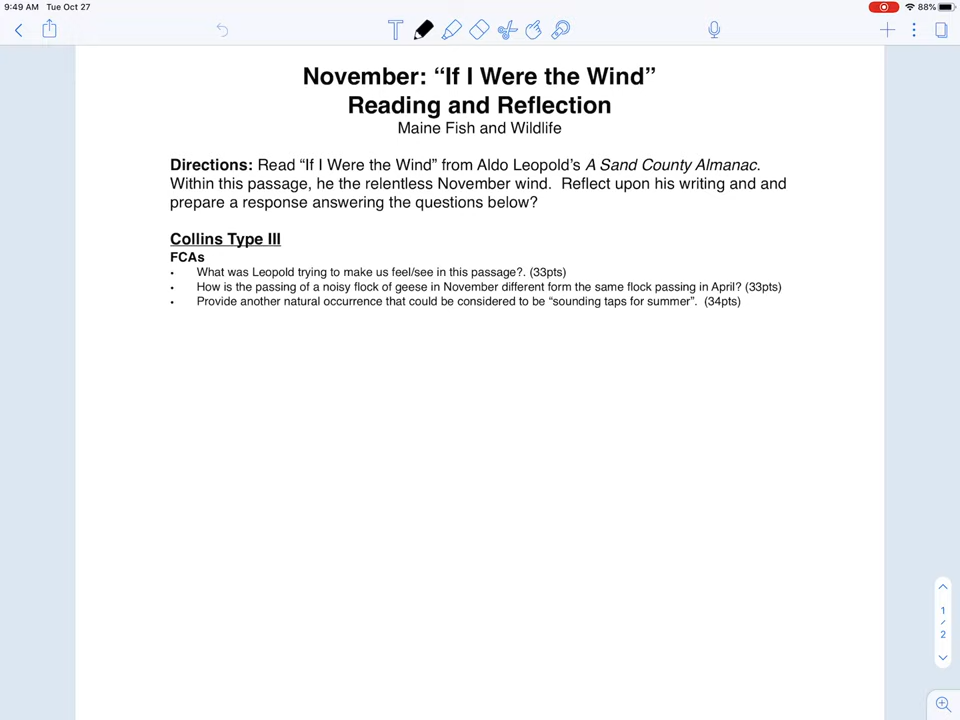 9:49 AM Tue Oct 27
88%
November: “If I Were the Wind”
Reading and Reflection
Maine Fish and Wildlife
Directions: Read “If I Were the Wind” from Aldo Leopold’s A Sand County Almanac.
Within this passage, he the relentless November wind. Reflect upon his writing and and
prepare a response answering the questions below?
Collins Type III
FCAs
• What was Leopold trying to make us feel/see in this passage?. (33pts)
• How is the passing of a noisy flock of geese in November different form the same flock passing in April? (33pts)
• Provide another natural occurrence that could be considered to be “sounding taps for summer”. (34pts)
1
/
2